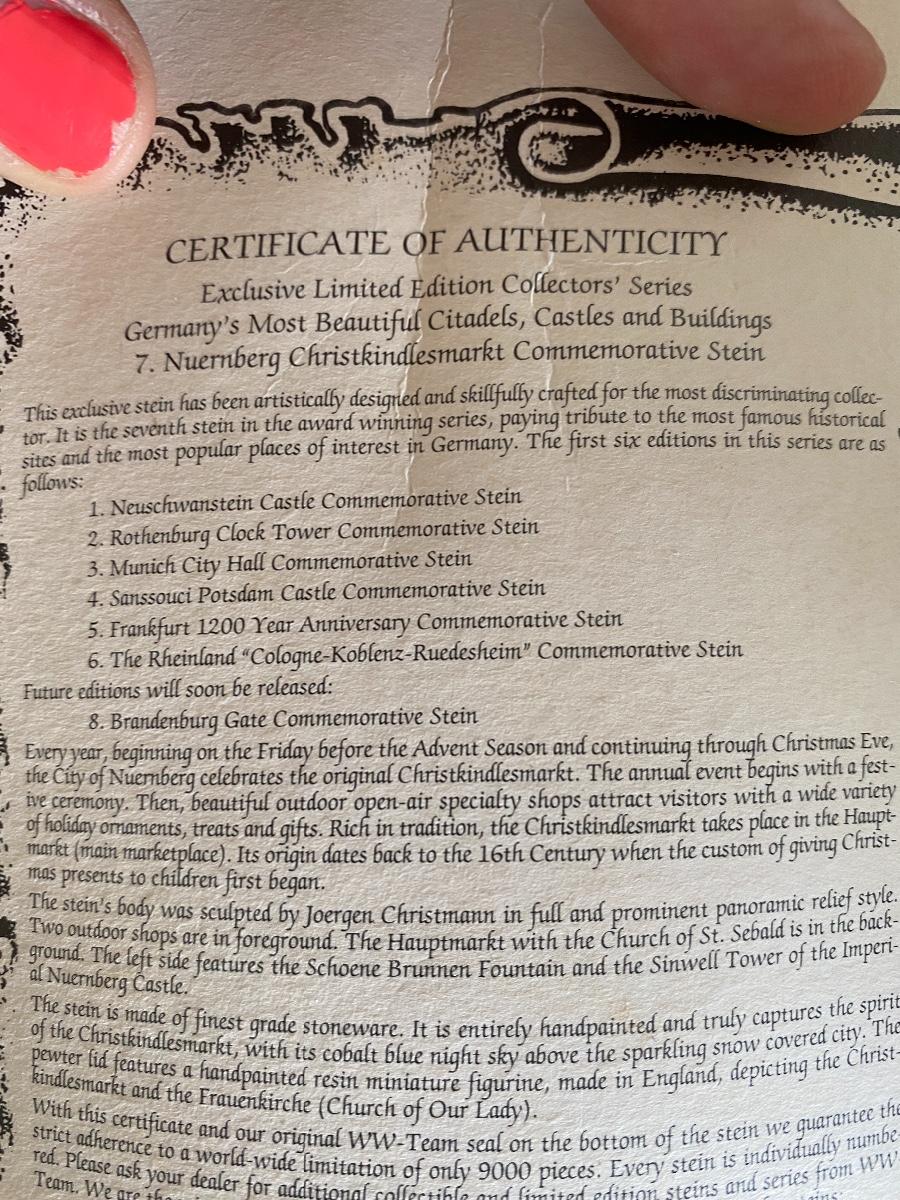 CERTIFICATE OF AUTHENTICITY
Exclusive Limited Edition Collectors' Series
Germany's Most Beautiful Citadels, Castles and Buildings
7. Nuernberg Christkindlesmarkt Commemorative Stein
This exclusive stein has been artistically designed and skillfully crafted for the most discriminating collec-
tor. It is the seventh stein in the award winning series, paying tribute to the most famous historical
sites and the most popular places of interest in Germany. The first six editions in this series are as
follows:
1. Neuschwanstein Castle Commemorative Stein
2. Rothenburg Clock Tower Commemorative Stein
3. Munich City Hall Commemorative Stein
4. Sanssouci Potsdam Castle Commemorative Stein
5. Frankfurt 1200 Year Anniversary Commemorative Stein
6. The Rheinland "Cologne-Koblenz-Ruedesheim" Commemorative Stein
Future editions will soon be released:
8. Brandenburg Gate Commemorative Stein
Every year, beginning on the Friday before the Advent Season and continuing through Christmas Eve,
the City of Nuernberg celebrates the original Christkindlesmarkt. The annual event begins with a fest-
ive ceremony. Then, beautiful outdoor open-air specialty shops attract visitors with a wide variety
of holiday ornaments, treats and gifts. Rich in tradition, the Christkindlesmarkt takes place in the Haupt-
markt (main marketplace). Its origin dates back to the 16th Century when the custom of giving Christ-
mas presents to children first began.
The stein's body was sculpted by Joergen Christmann in full and prominent panoramic relief style.
Two outdoor shops are in foreground. The Hauptmarkt with the Church of St. Sebald is in the back-
ground. The left side features the Schoene Brunnen Fountain and the Sinwell Tower of the Imperi-
al Nuernberg Castle.
The stein is made of finest grade stoneware. It is entirely handpainted and truly captures the spirit
of the Christkindlesmarkt, with its cobalt blue night sky above the sparkling snow covered city. The
pewter lid features a handpainted resin miniature figurine, made in England, depicting the Christ-
kindlesmarkt and the Frauenkirche (Church of Our Lady).
With this certificate and our original WW-Team seal on the bottom of the stein we guarantee the
strict adherence to a world-wide limitation of only 9000 pieces. Every stein is individually numbe-
red. Please ask your dealer for additional collectible and limited edition steins and series from WW-
Team. We are the